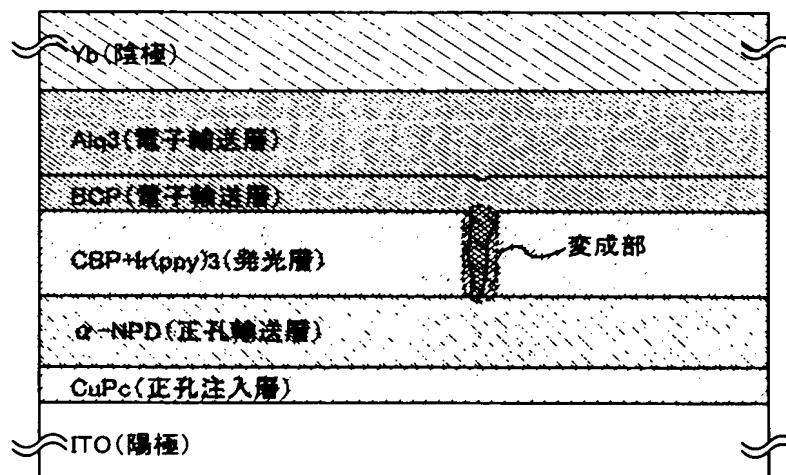 Yb(陰極)
Alq3(電子輸送層)
BCP(電子輸送層)
CBP+Ir(ppy)3(発光層)
変成部
α-NPD(正孔輸送層)
CuPc(正孔注入層)
ITO(陽極)